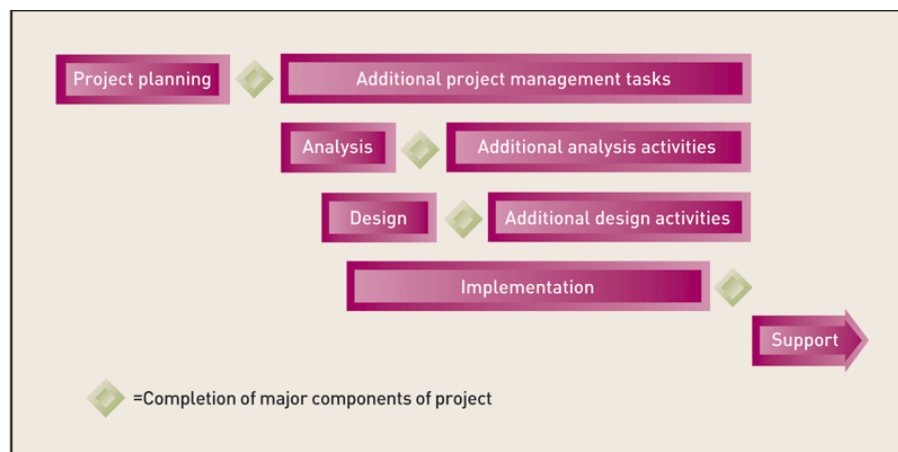 Project planning
Additional project management tasks
Analysis
Additional analysis activities
Design
Additional design activities
Implementation
Support
=Completion of major components of project